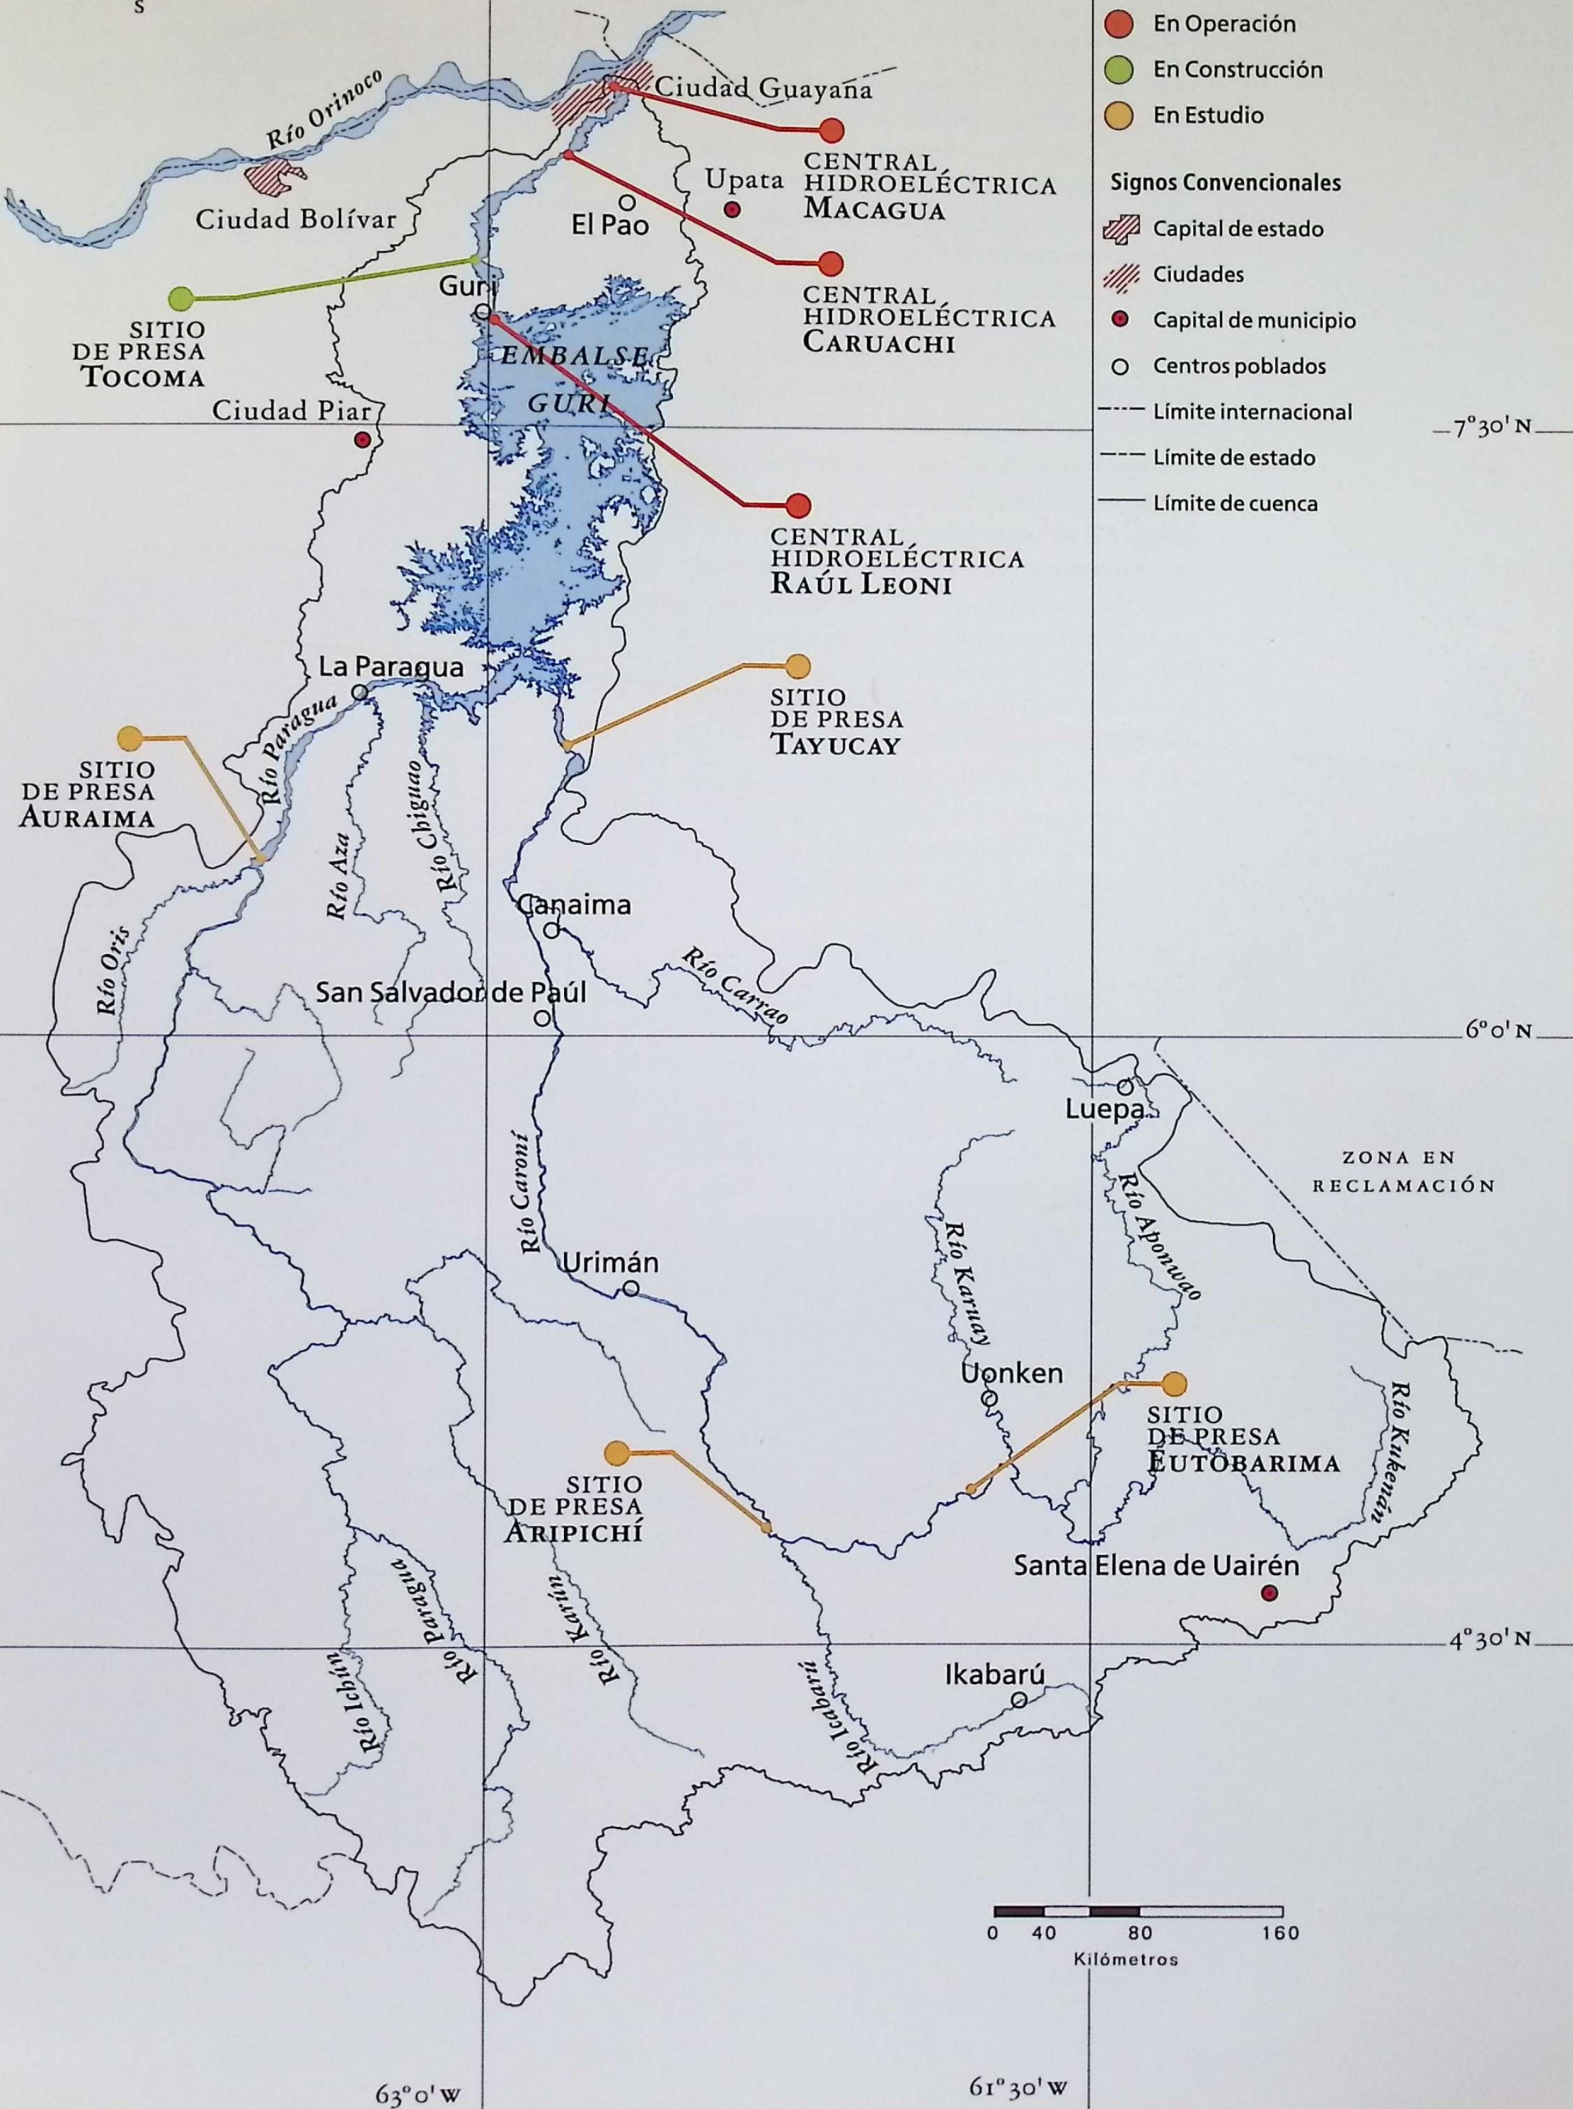 S
En Operación
En Construcción
En Estudio
Signos Convencionales
Capital de estado
Ciudades
Capital de municipio
Centros poblados
Límite internacional
Límite de estado
Límite de cuenca
Río Orinoco
Ciudad Guayana
CENTRAL
HIDROELÉCTRICA
MACAGUA
Upata
El Pao
Ciudad Bolívar
CENTRAL
HIDROELÉCTRICA
CARUACHI
Guri
SITIO
DE PRESA
TOCOMA
EMBALSE
GURI
Ciudad Piar
7°30'N
CENTRAL
HIDROELÉCTRICA
RAÚL LEONI
La Paragua
SITIO
DE PRESA
TAYUCAY
Río Paragua
SITIO
DE PRESA
AURAIMA
Río Aza
Río Chiguao
Canaima
Río Oris
Río Carrao
San Salvador de Paúl
6°0'N
Luepa
ZONA EN
RECLAMACIÓN
Río Caroní
Río Aponwao
Río Karuay
Urimán
Uonken
SITIO
DE PRESA
EUTOBARIMA
Río Kukenán
SITIO
DE PRESA
ARIPICHÍ
Santa Elena de Uairén
Río Paragua
Río Karún
4°30'N
Río Ichún
Río Icabarú
Ikabarú
0 40 80 160
Kilómetros
63°0'W
61°30'W